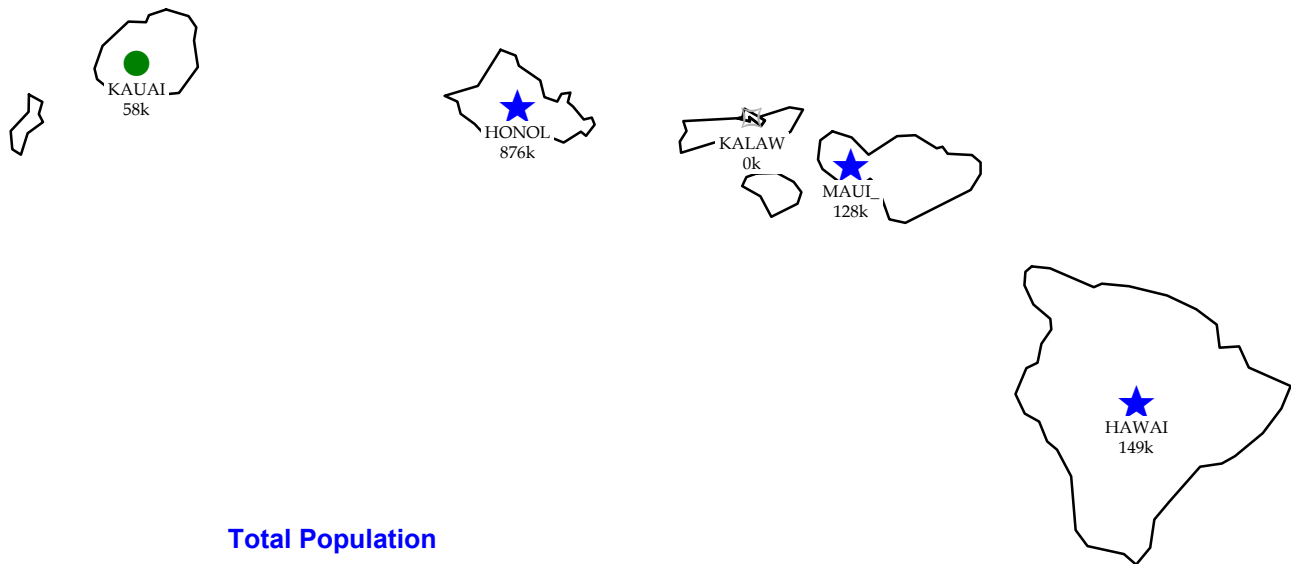 KAUAI
58k
HONOL
876k
KALAW
0k
MAUI_
128k
HAWAI
149k
Total Population